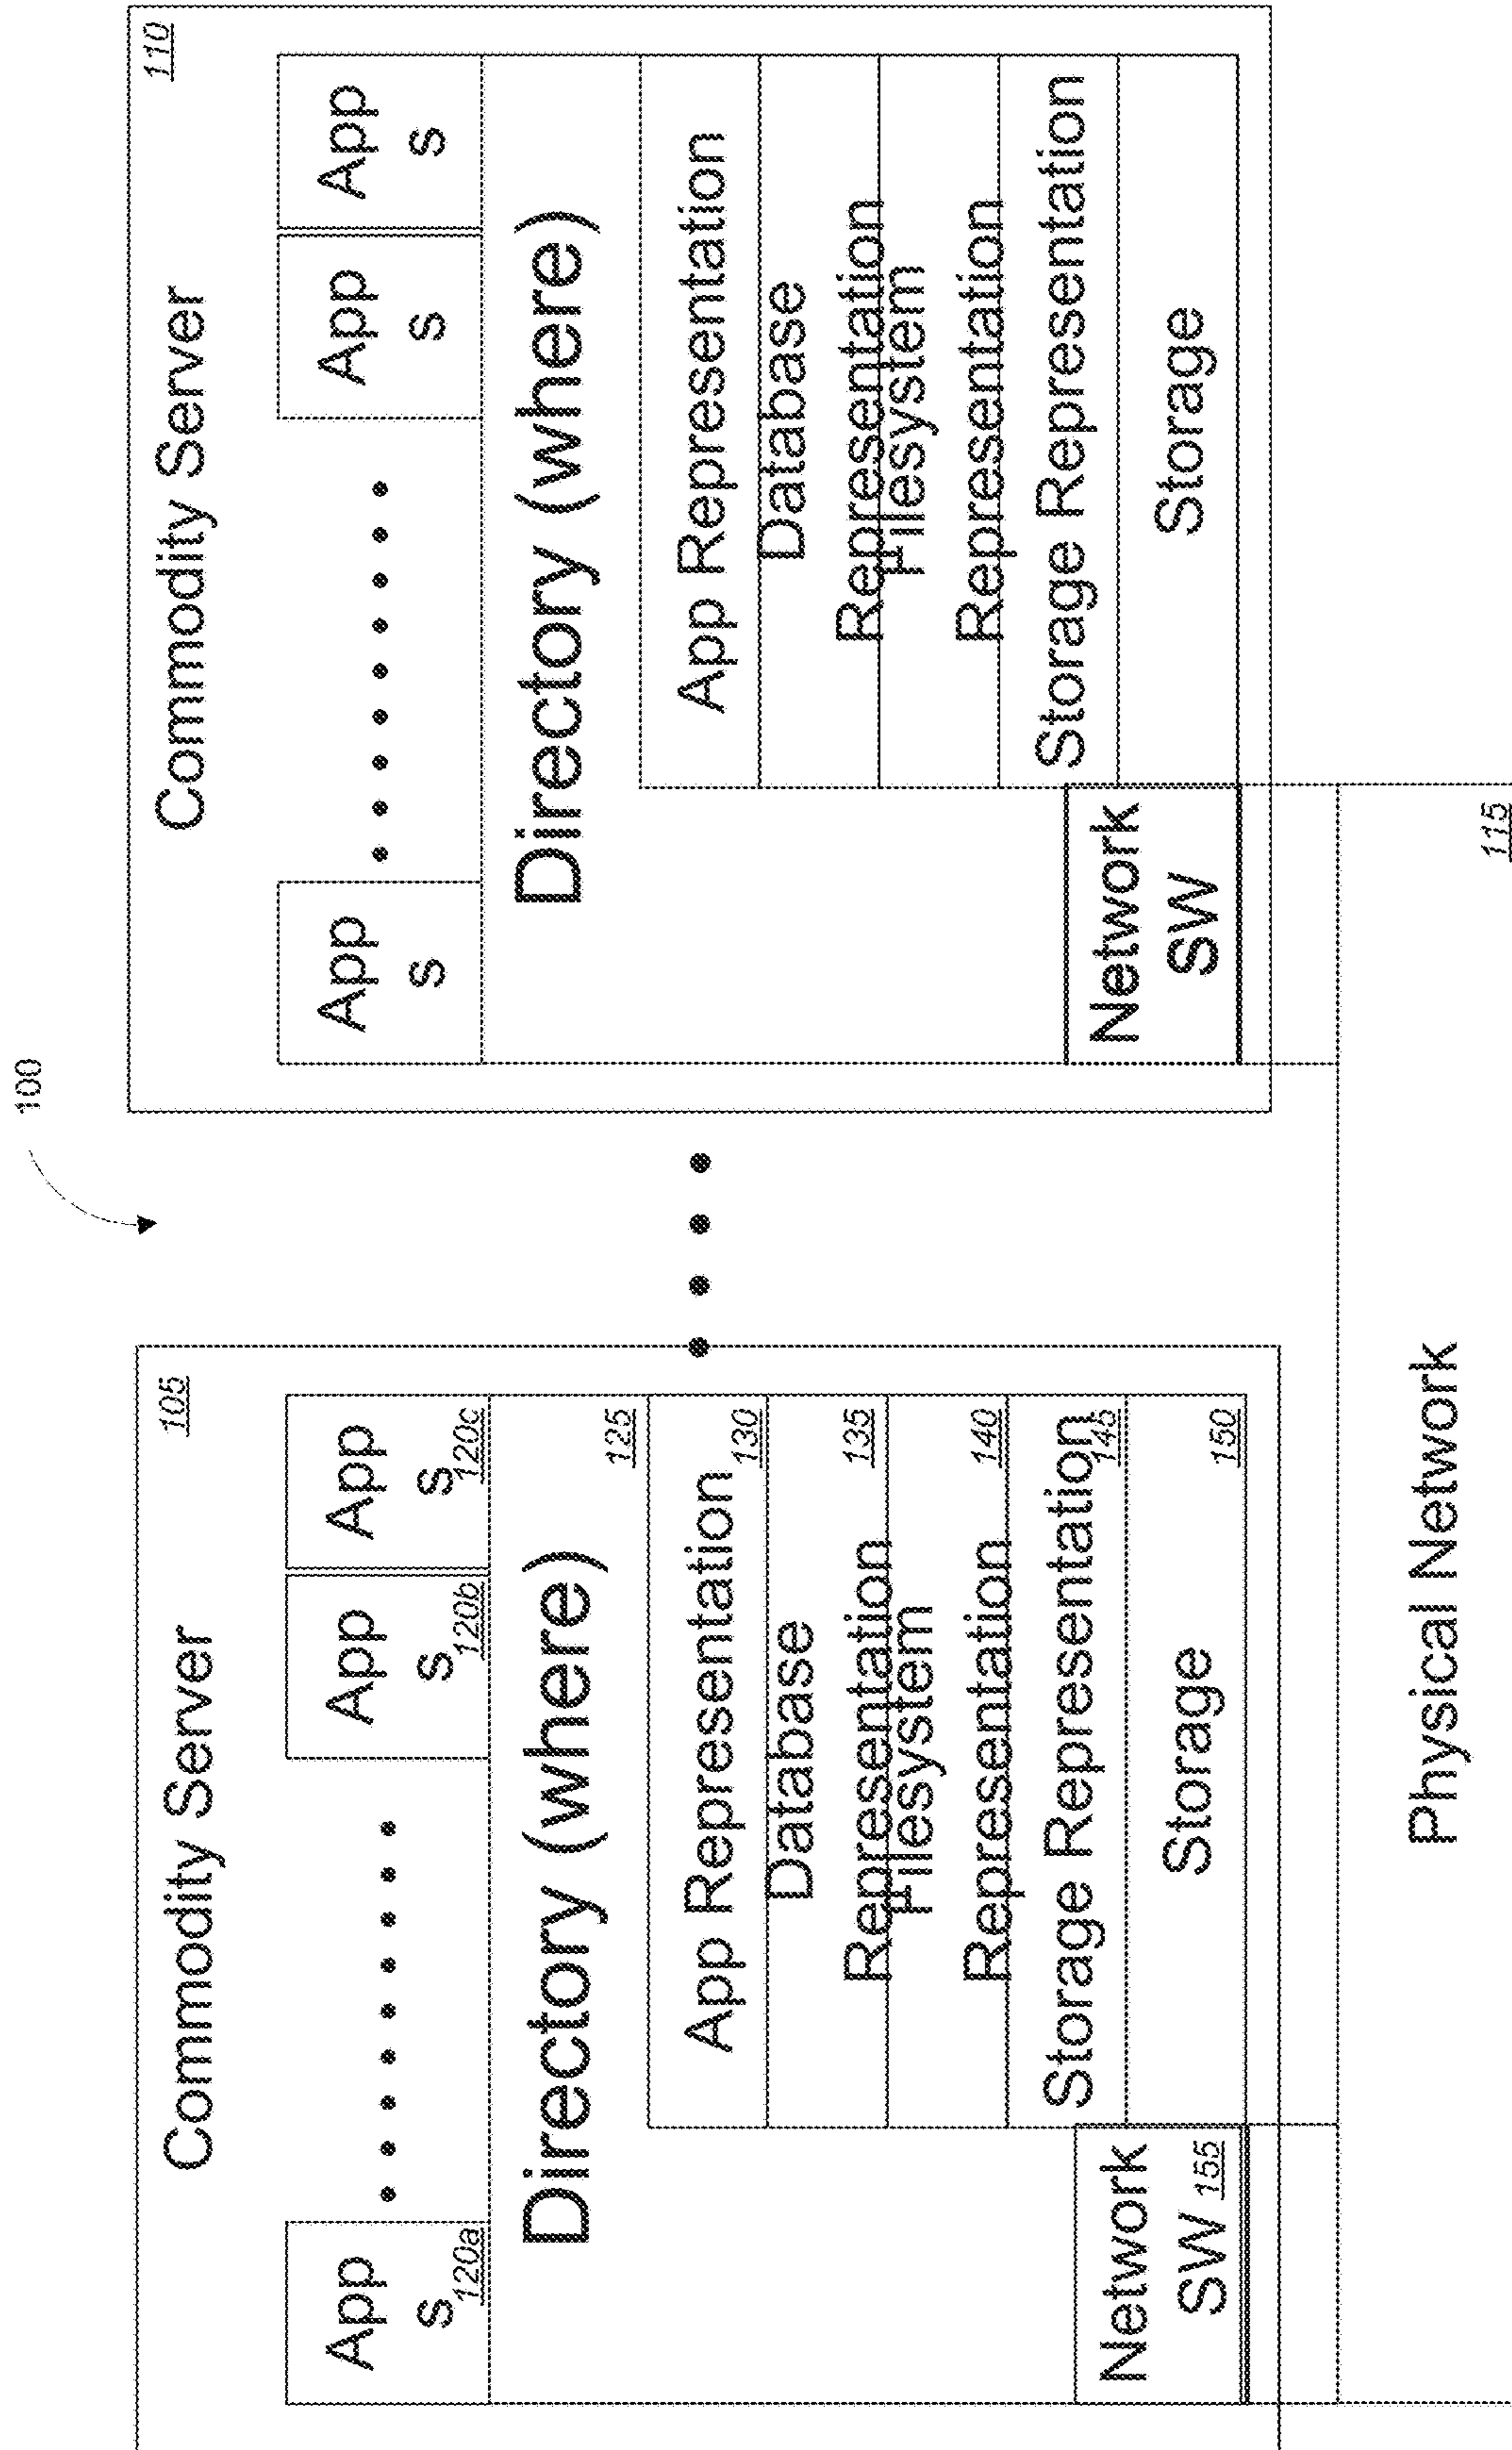 100
Commodity Server
105
App
s
120a
App
s
120b
App
s
120c
Directory (where)
125
App Representation
130
Database
Representation
135
Filesystem
Representation
140
Storage Representation
145
Storage
150
Network
SW 155
Commodity Server
110
App
s
App
s
App
s
Directory (where)
App Representation
Database
Representation
Filesystem
Representation
Storage Representation
Storage
Network
SW
Physical Network
115